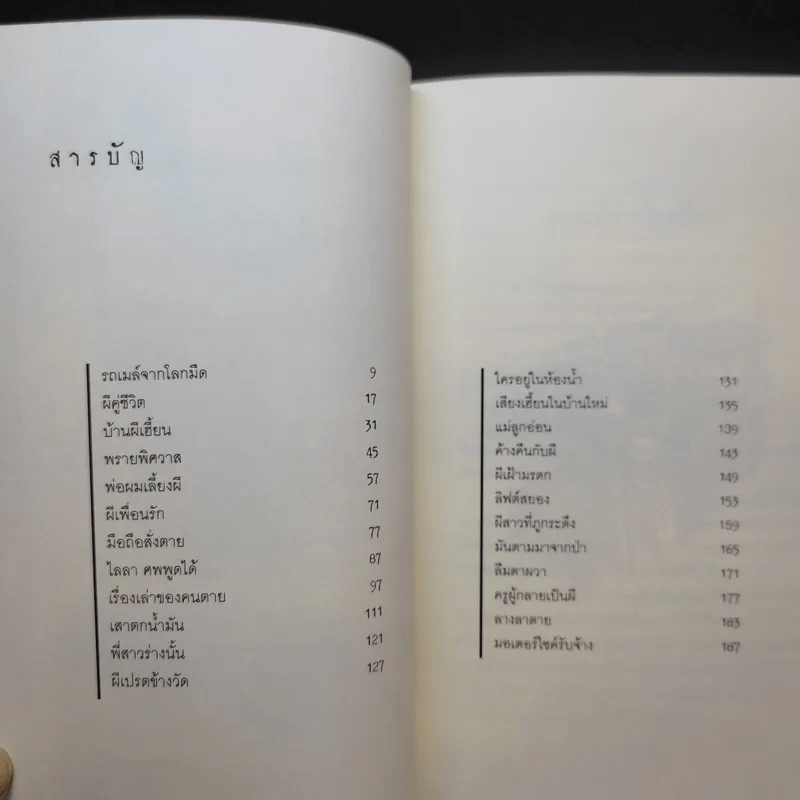 สารบัญ
รถเมล์จากโลกมืด 9
ผีคู่ชีวิต 17
บ้านผีเฮี้ยน 31
พรายพิศวาส 45
พ่อผมเลี้ยงผี 57
ผีเพื่อนรัก 71
มือถือสั่งตาย 77
ไลลา ศพพูดได้ 87
เรื่องเล่าของคนตาย 97
เสาตกน้ำมัน 111
พี่สาวร่างนั้น 121
ผีเปรตข้างวัด 127
ใครอยู่ในห้องน้ำ 131
เสียงเฮี้ยนในบ้านใหม่ 135
แม่ลูกอ่อน 139
ค้างคืนกับผี 143
ผีเฝ้ามรดก 149
ลิฟต์สยอง 153
ผีสาวที่ภูกระดึง 159
มันตามมาจากป่า 165
ลืมตาผวา 171
ครูผู้กลายเป็นผี 177
ลางลาตาย 183
มอเตอร์ไซค์รับจ้าง 187